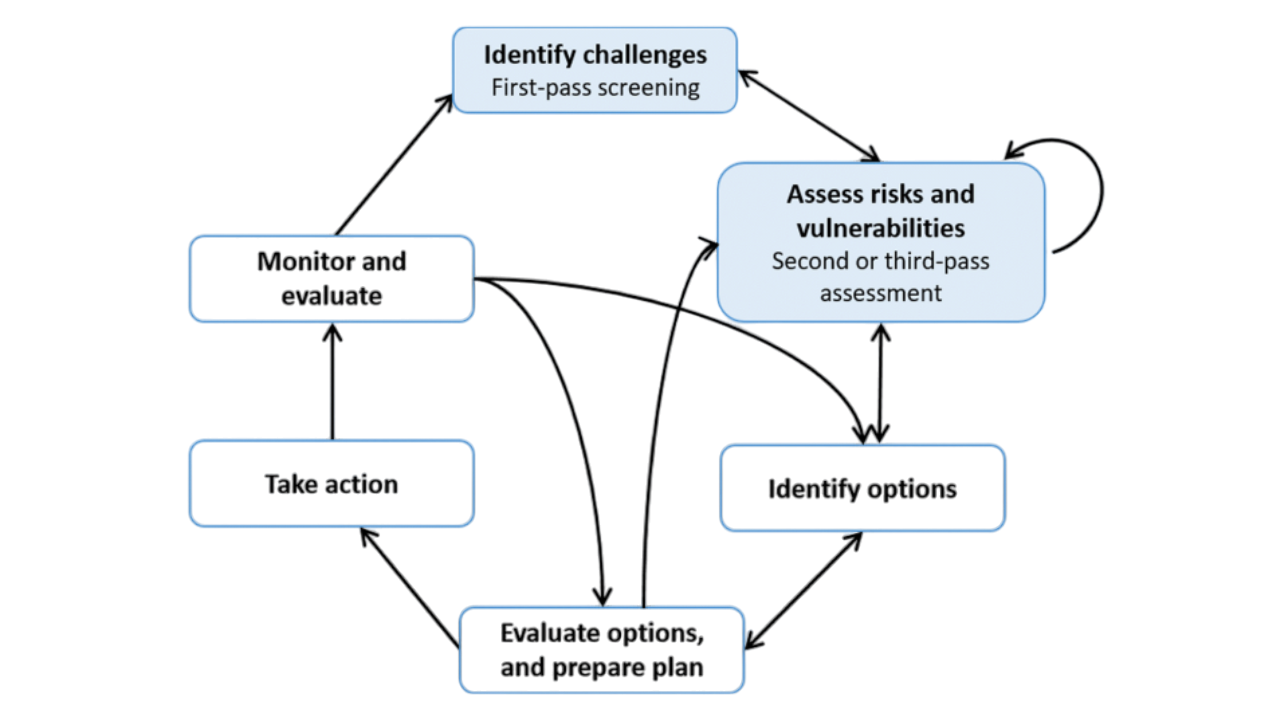 Identify challenges
First-pass screening
Assess risks and
vulnerabilities
Second or third-pass
assessment
Monitor and
evaluate
Take action
Identify options
Evaluate options,
and prepare plan